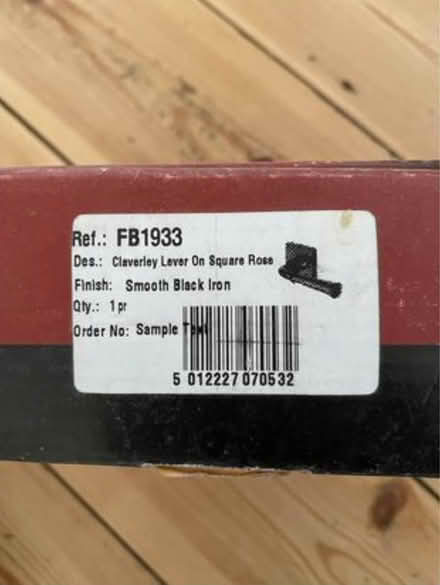 Ref.: FB1933
Des.: Claverley Lever On Square Rose
Finish: Smooth Black Iron
Qty.: 1 pr
Order No: Sample Text
5 012227 070532